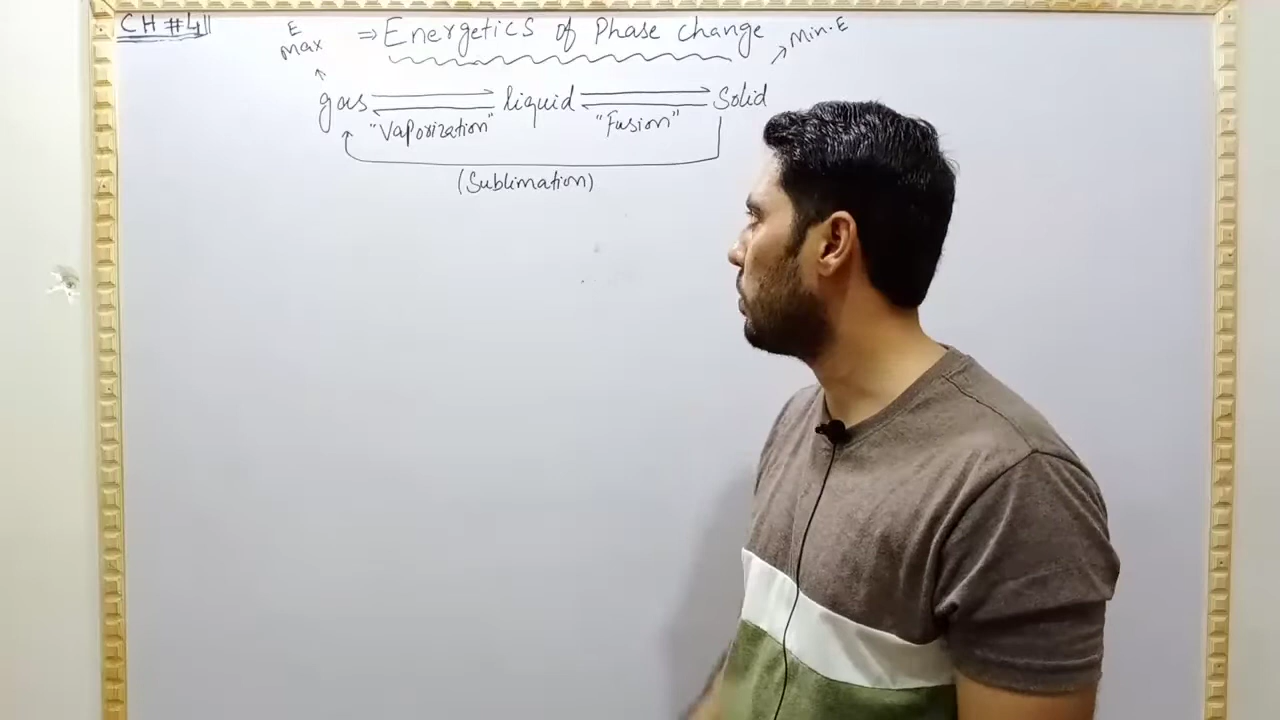 CH #4
⇒ Energetics of Phase change
E
max
Min. E
gas ⇌ liquid ⇌ Solid
"Vaporization" "Fusion"
(Sublimation)